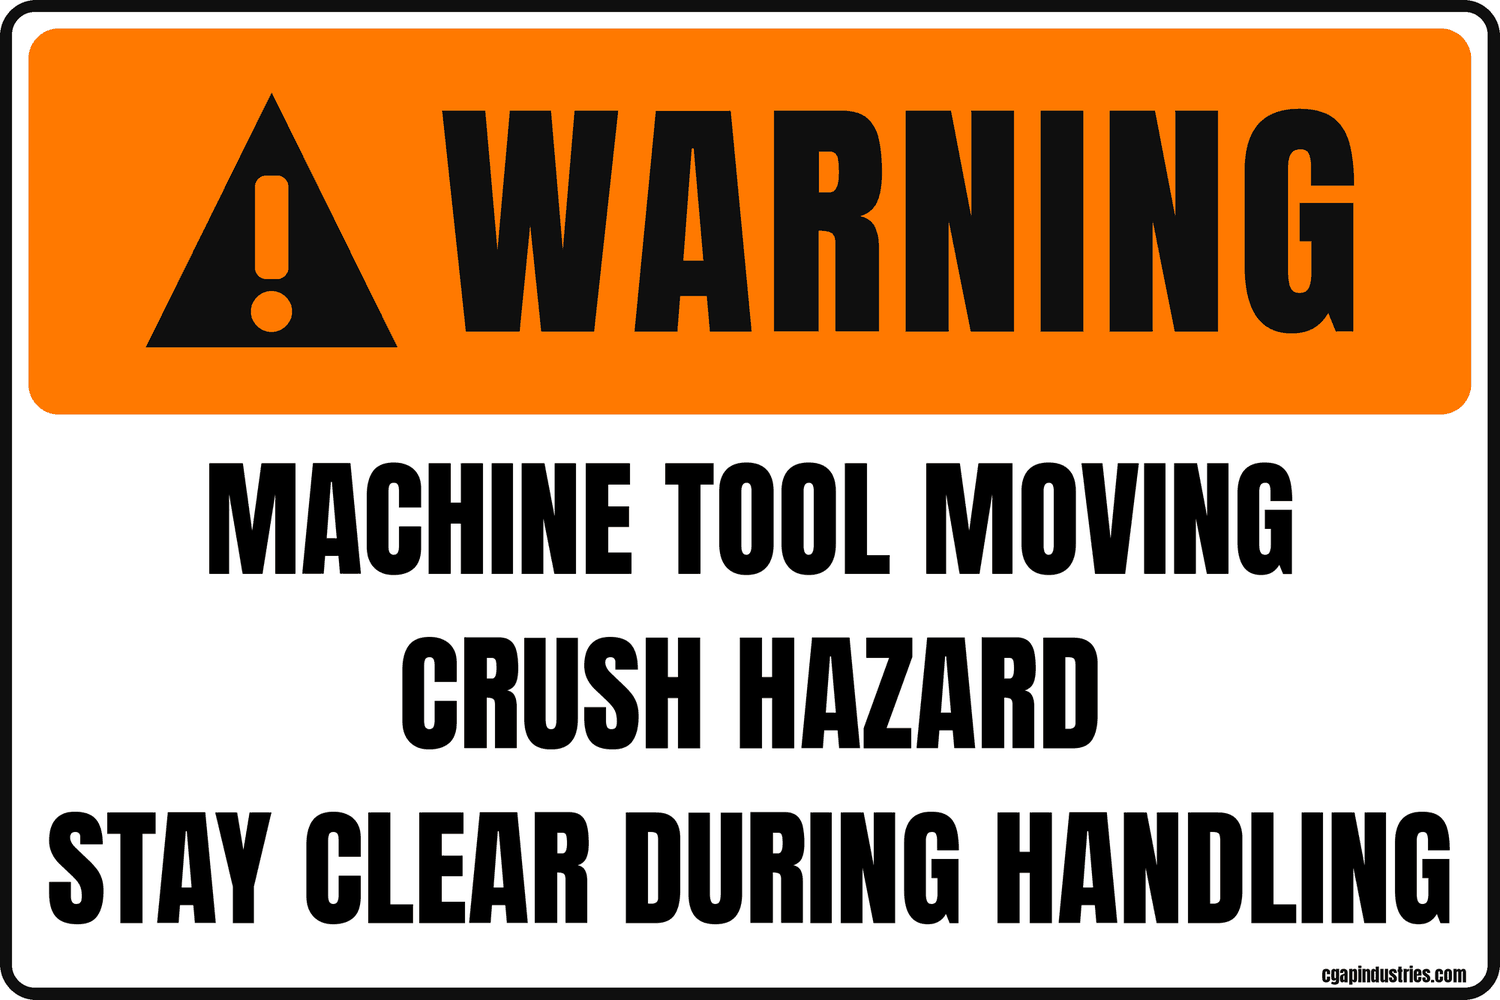 WARNING
MACHINE TOOL MOVING
CRUSH HAZARD
STAY CLEAR DURING HANDLING
cgapindustries.com